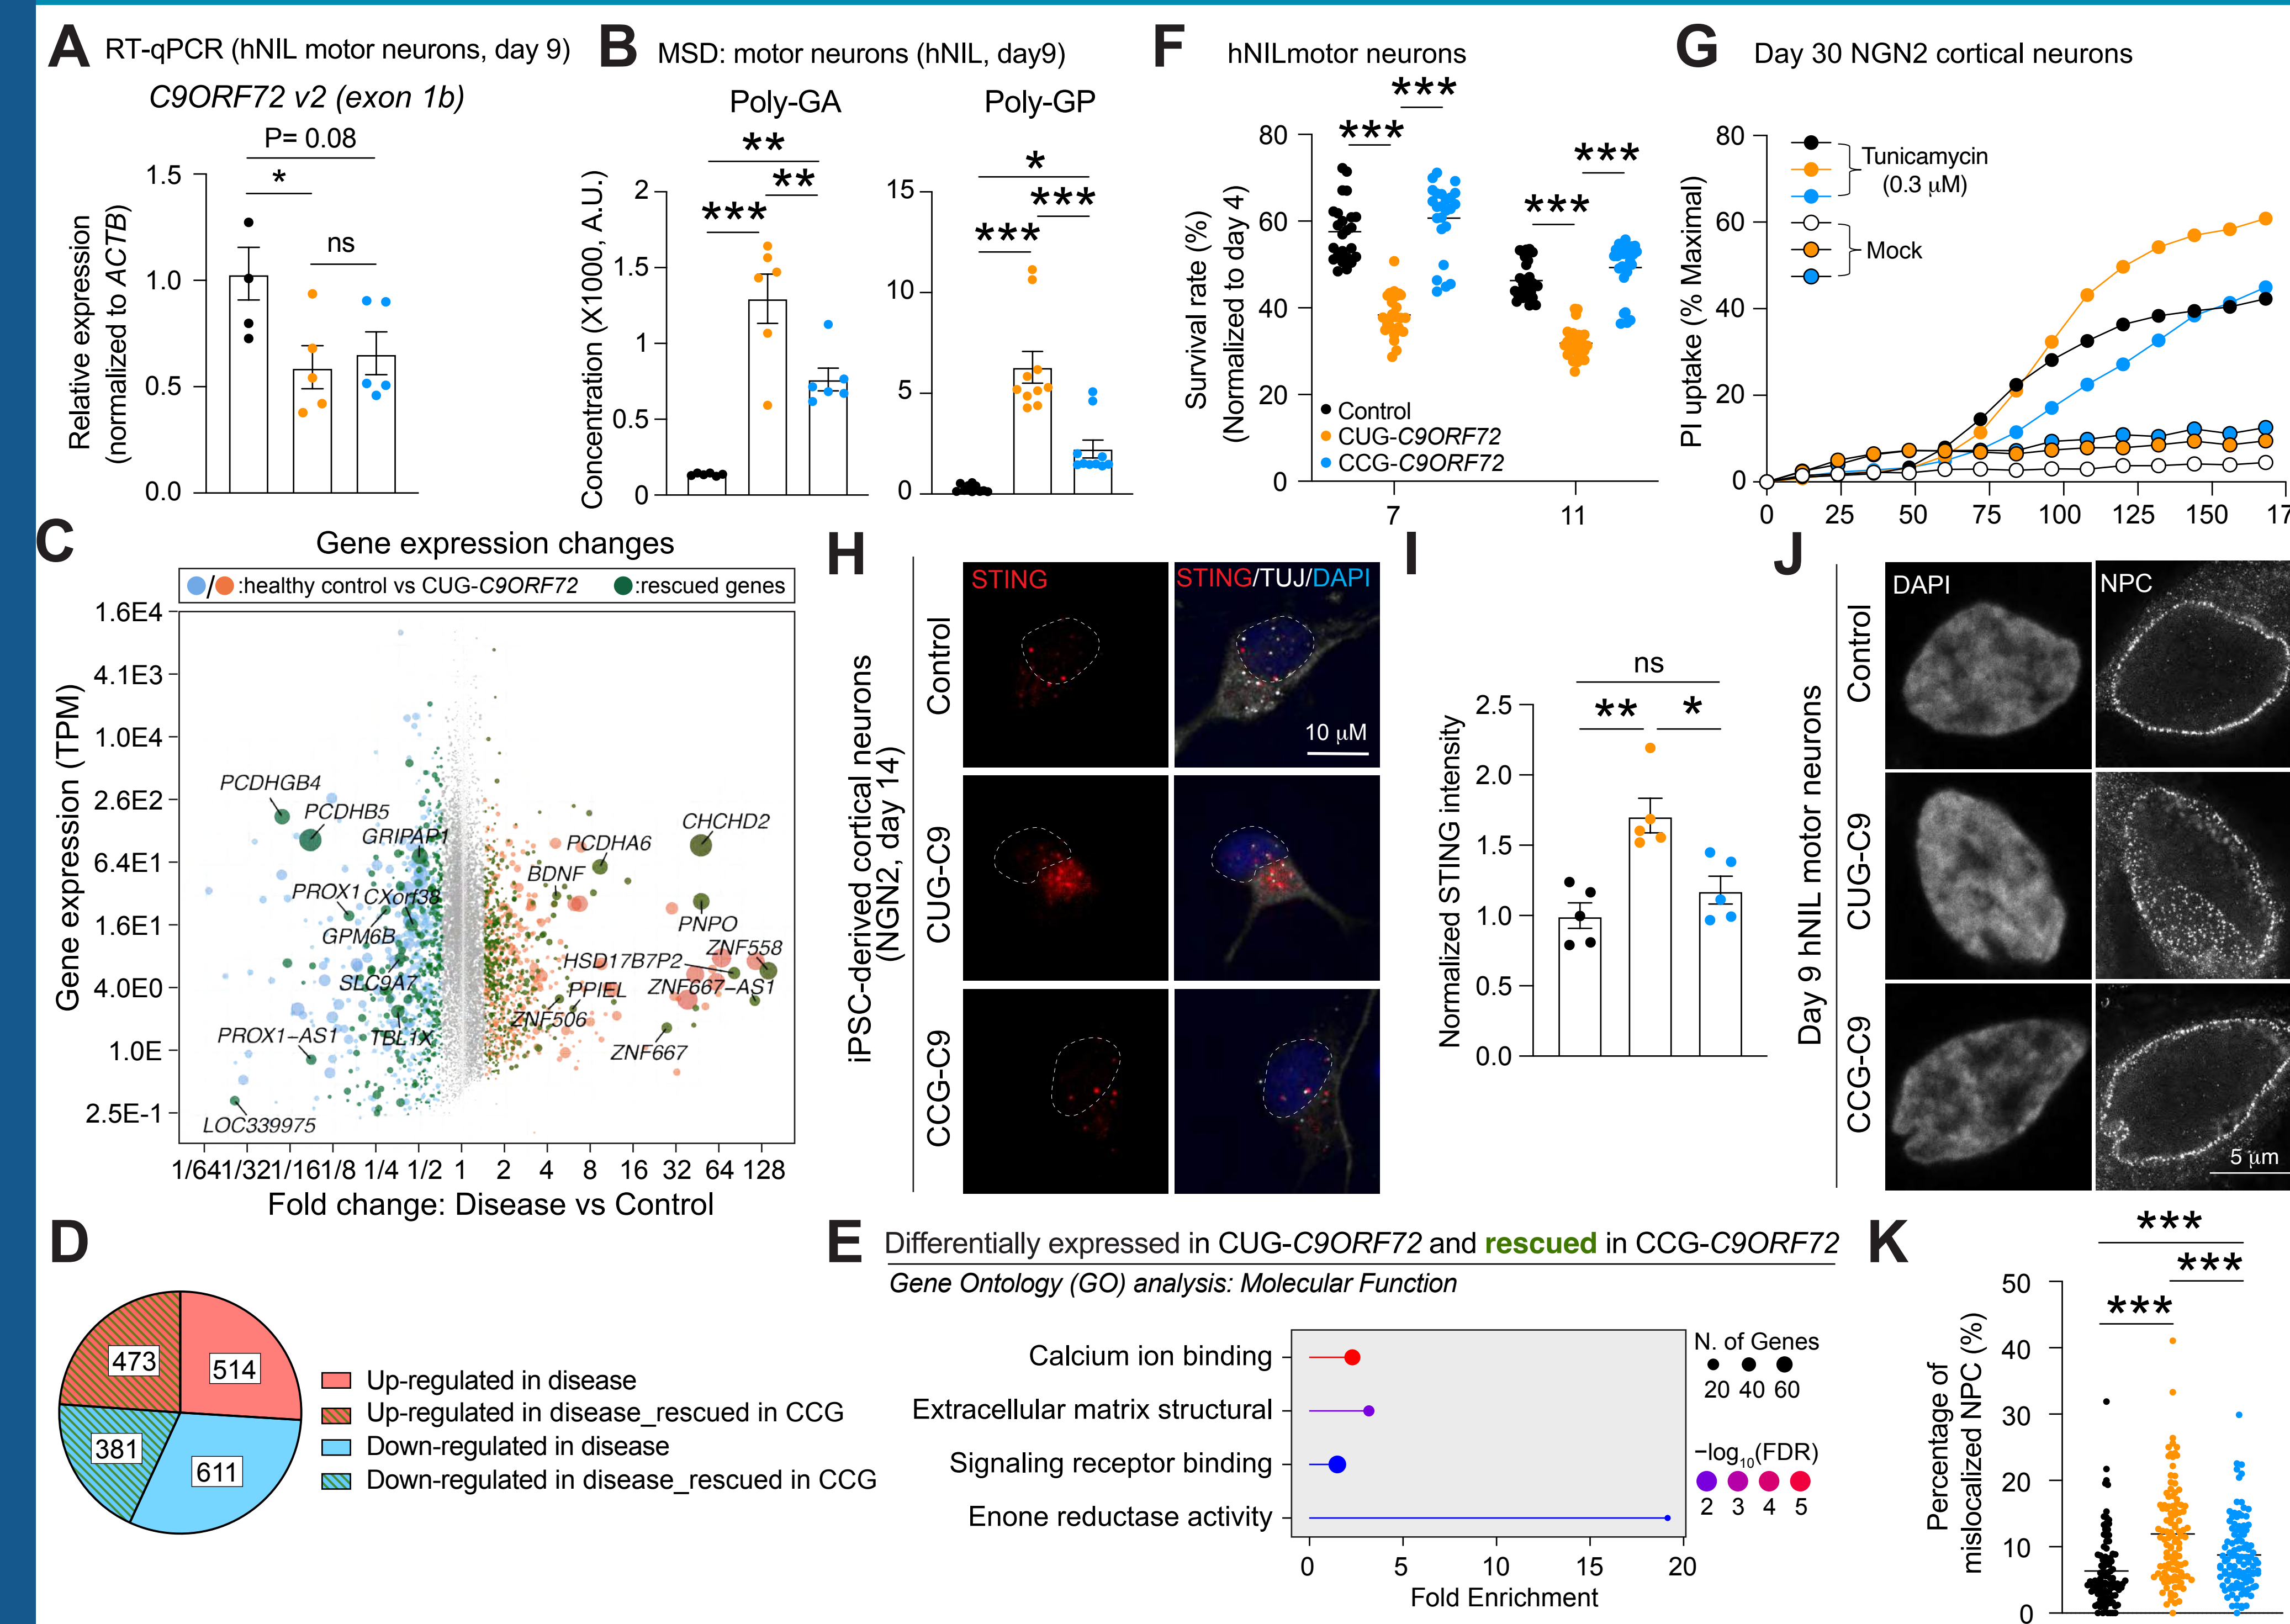 A RT-qPCR (hNIL motor neurons, day 9)
C9ORF72 v2 (exon 1b)
P= 0.08
*
ns
1.5
1.0
0.5
0.0
Relative expression
(normalized to ACTB)
B MSD: motor neurons (hNIL, day9)
Poly-GA
Poly-GP
**
**
***
*
***
***
2
1.5
1
0.5
0
15
10
5
0
Concentration (X1000, A.U.)
F hNILmotor neurons
***
***
***
***
80
60
40
20
0
Survival rate (%)
(Normalized to day 4)
Control
CUG-C9ORF72
CCG-C9ORF72
7
11
G Day 30 NGN2 cortical neurons
80
60
40
20
0
PI uptake (% Maximal)
Tunicamycin
(0.3 μM)
Mock
0 25 50 75 100 125 150 17
C Gene expression changes
/ :healthy control vs CUG-C9ORF72
:rescued genes
1.6E4
4.1E3
1.0E4
2.6E2
6.4E1
1.6E1
4.0E0
1.0E
2.5E-1
Gene expression (TPM)
PCDHGB4
PCDHB5
GRIPAP1
CHCHD2
PCDHA6
BDNF
PROX1
CXorf38
GPM6B
PNPO
ZNF558
HSD17B7P2
SLC9A7
PPIEL
ZNF667-AS1
ZNF506
PROX1-AS1
TBL1X
ZNF667
LOC339975
1/64 1/32 1/16 1/8 1/4 1/2 1 2 4 8 16 32 64 128
Fold change: Disease vs Control
H
iPSC-derived cortical neurons
(NGN2, day 14)
STING
STING/TUJ/DAPI
Control
CUG-C9
CCG-C9
10 μM
I
ns
**
*
2.5
2.0
1.5
1.0
0.5
0.0
Normalized STING intensity
J
Day 9 hNIL motor neurons
DAPI
NPC
Control
CUG-C9
CCG-C9
5 μm
D
473
514
381
611
Up-regulated in disease
Up-regulated in disease_rescued in CCG
Down-regulated in disease
Down-regulated in disease_rescued in CCG
E Differentially expressed in CUG-C9ORF72 and rescued in CCG-C9ORF72
Gene Ontology (GO) analysis: Molecular Function
Calcium ion binding
Extracellular matrix structural
Signaling receptor binding
Enone reductase activity
0 5 10 15 20
Fold Enrichment
N. of Genes
20 40 60
−log10(FDR)
2 3 4 5
K
***
***
***
50
40
30
20
10
0
Percentage of
mislocalized NPC (%)